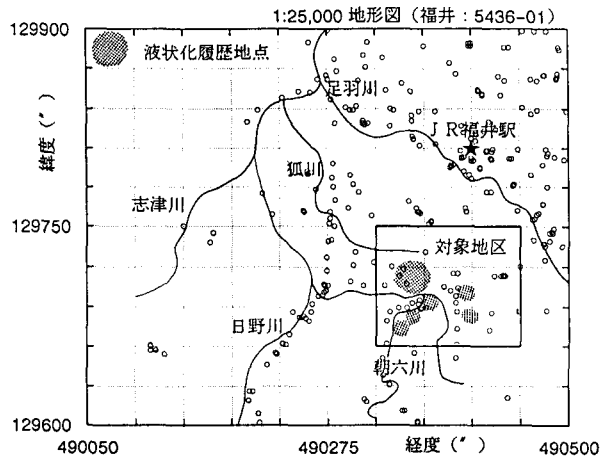 1:25,000 地形図（福井：5436-01）
129900
液状化履歴地点
足羽川
ＪＲ福井駅
緯度（″）
狐川
志津川
129750
対象地区
日野川
朝六川
129600
490050
490275
経度（″）
490500